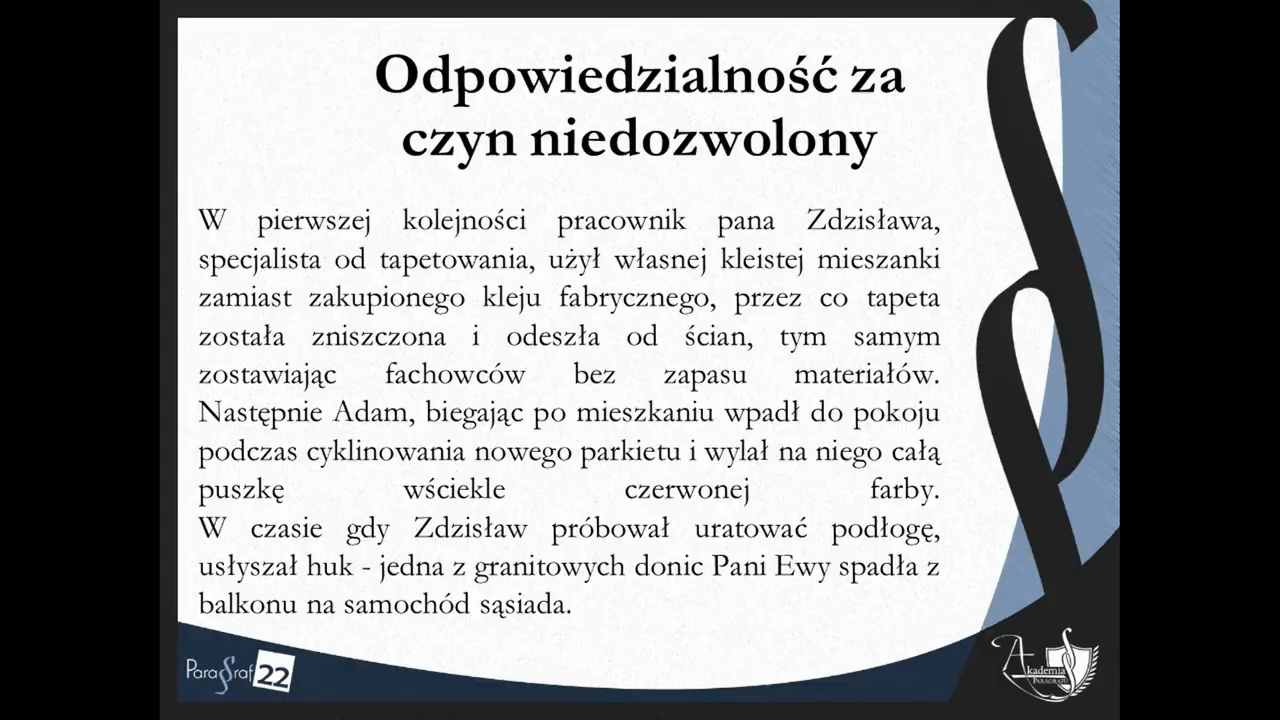 Odpowiedzialność za
czyn niedozwolony
W pierwszej kolejności pracownik pana Zdzisława,
specjalista od tapetowania, użył własnej kleistej mieszanki
zamiast zakupionego kleju fabrycznego, przez co tapeta
została zniszczona i odeszła od ścian, tym samym
zostawiając fachowców bez zapasu materiałów.
Następnie Adam, biegając po mieszkaniu wpadł do pokoju
podczas cyklinowania nowego parkietu i wylał na niego całą
puszkę wściekle czerwonej farby.
W czasie gdy Zdzisław próbował uratować podłogę,
usłyszał huk - jedna z granitowych donic Pani Ewy spadła z
balkonu na samochód sąsiada.
Paragraf 22
Akademia
Paragrafu